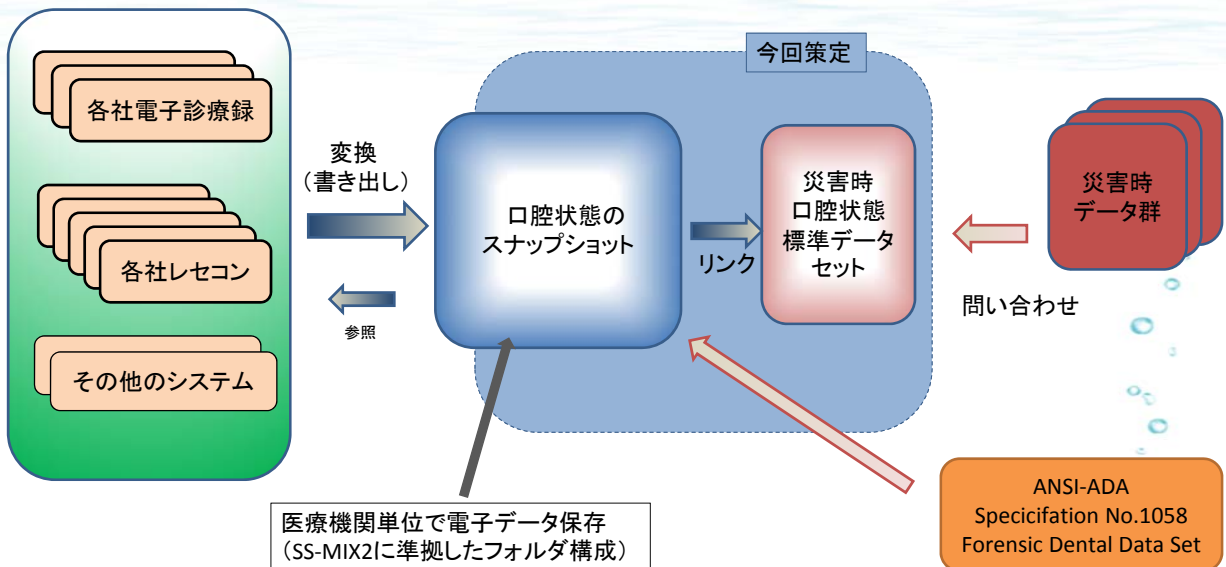 今回策定
各社電子診療録
各社レセコン
その他のシステム
変換
(書き出し)
参照
口腔状態の
スナップショット
リンク
災害時
口腔状態
標準データ
セット
災害時
データ群
問い合わせ
医療機関単位で電子データ保存
(SS-MIX2に準拠したフォルダ構成)
ANSI-ADA
Specicifation No.1058
Forensic Dental Data Set